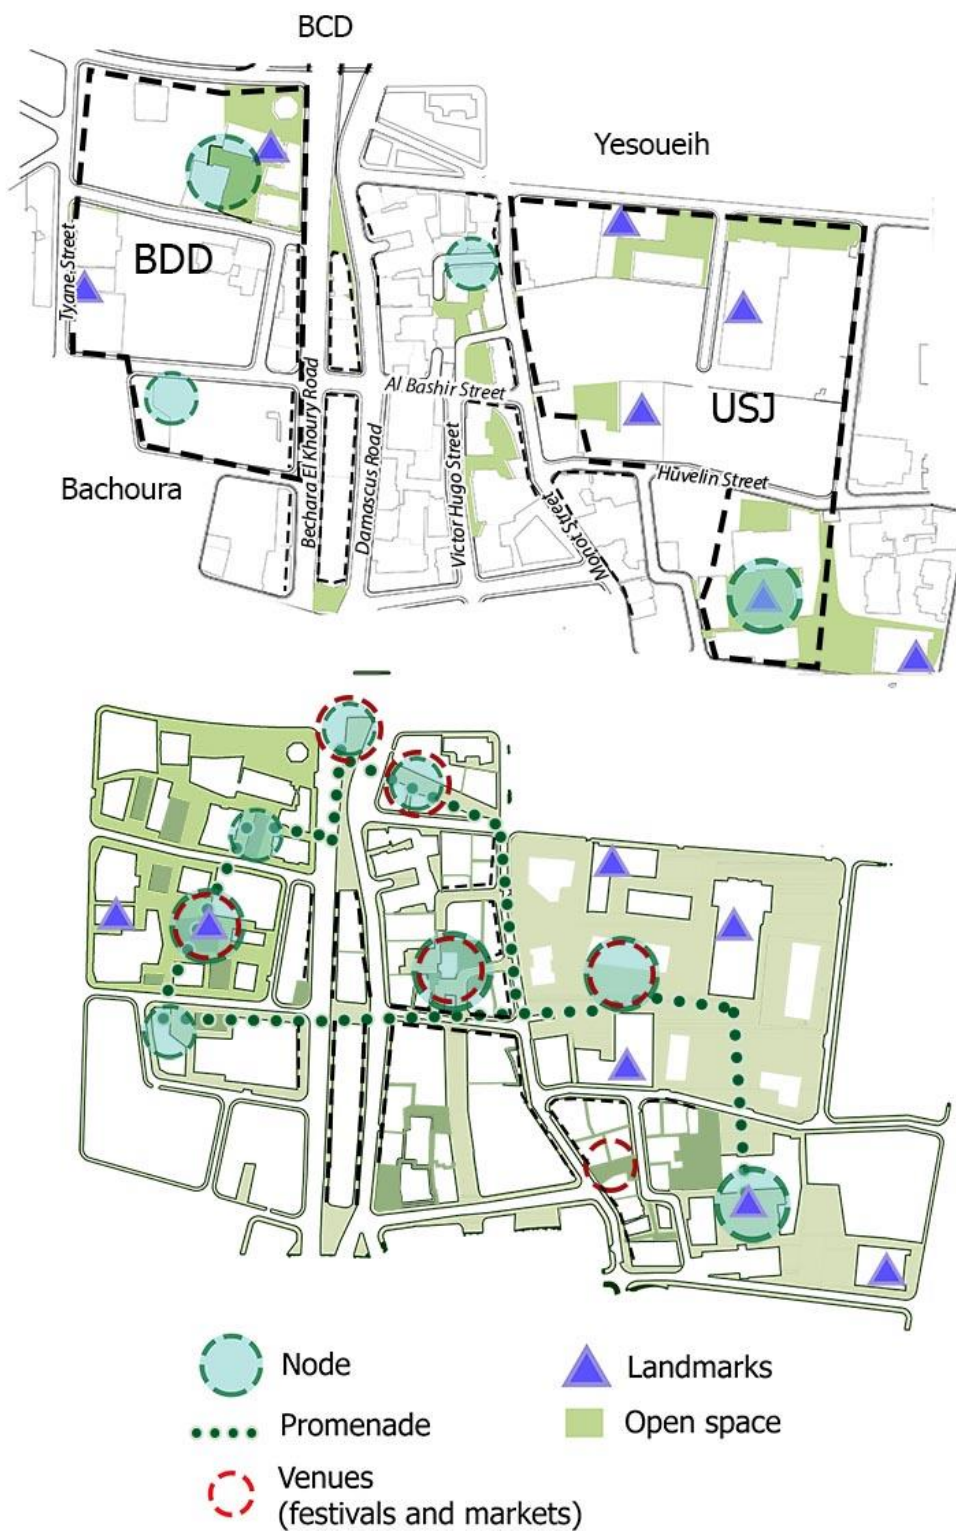 BCD
Yesoueih
BDD
Tyane Street
USJ
Al Bashir Street
Bechara El Khoury Road
Damascus Road
Victor Hugo Street
Monot Street
Huvelin Street
Bachoura
Node
Landmarks
Promenade
Open space
Venues
(festivals and markets)